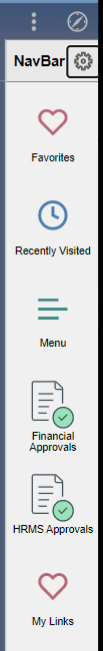 NavBar
Favorites
Recently Visited
Menu
Financial
Approvals
HRMS Approvals
My Links